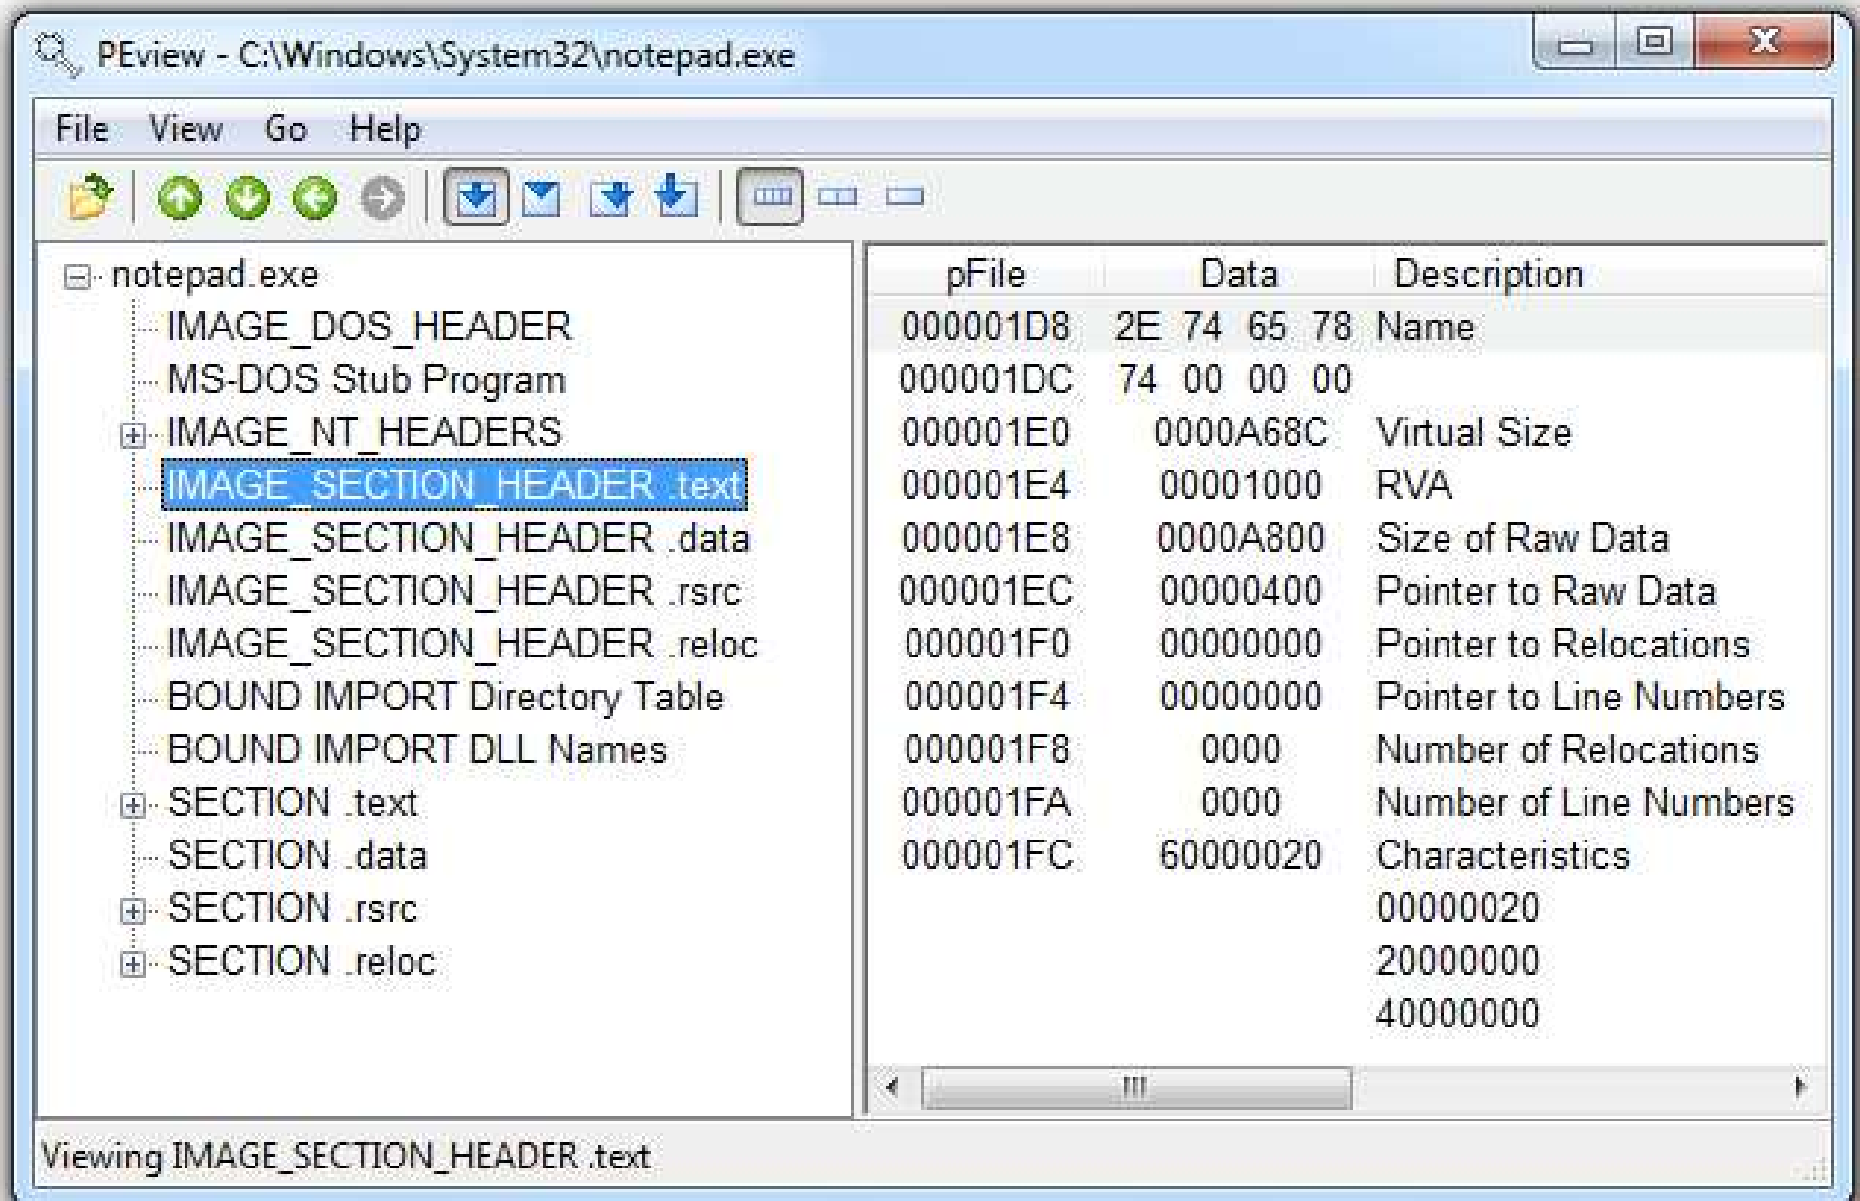 PEview - C:\Windows\System32\notepad.exe
File View Go Help
notepad.exe
IMAGE_DOS_HEADER
MS-DOS Stub Program
IMAGE_NT_HEADERS
IMAGE_SECTION_HEADER .text
IMAGE_SECTION_HEADER .data
IMAGE_SECTION_HEADER .rsrc
IMAGE_SECTION_HEADER .reloc
BOUND IMPORT Directory Table
BOUND IMPORT DLL Names
SECTION .text
SECTION .data
SECTION .rsrc
SECTION .reloc
pFile Data Description
000001D8 2E 74 65 78 Name
000001DC 74 00 00 00
000001E0 0000A68C Virtual Size
000001E4 00001000 RVA
000001E8 0000A800 Size of Raw Data
000001EC 00000400 Pointer to Raw Data
000001F0 00000000 Pointer to Relocations
000001F4 00000000 Pointer to Line Numbers
000001F8 0000 Number of Relocations
000001FA 0000 Number of Line Numbers
000001FC 60000020 Characteristics
00000020
20000000
40000000
Viewing IMAGE_SECTION_HEADER .text